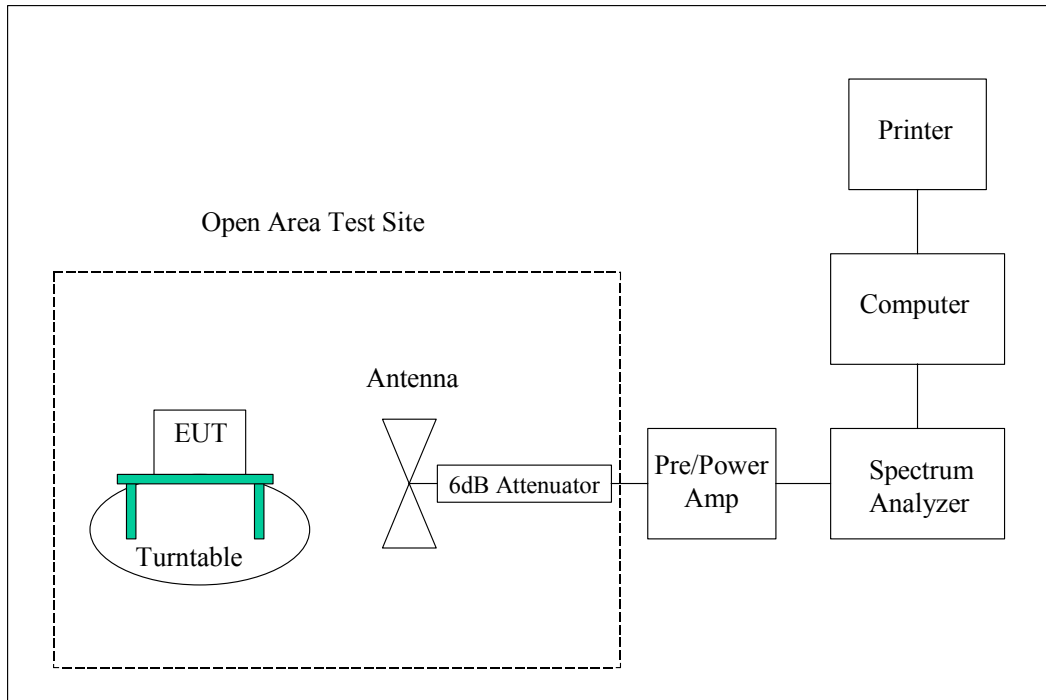 Printer
Open Area Test Site
Computer
Antenna
EUT
6dB Attenuator
Pre/Power
Amp
Spectrum
Analyzer
Turntable